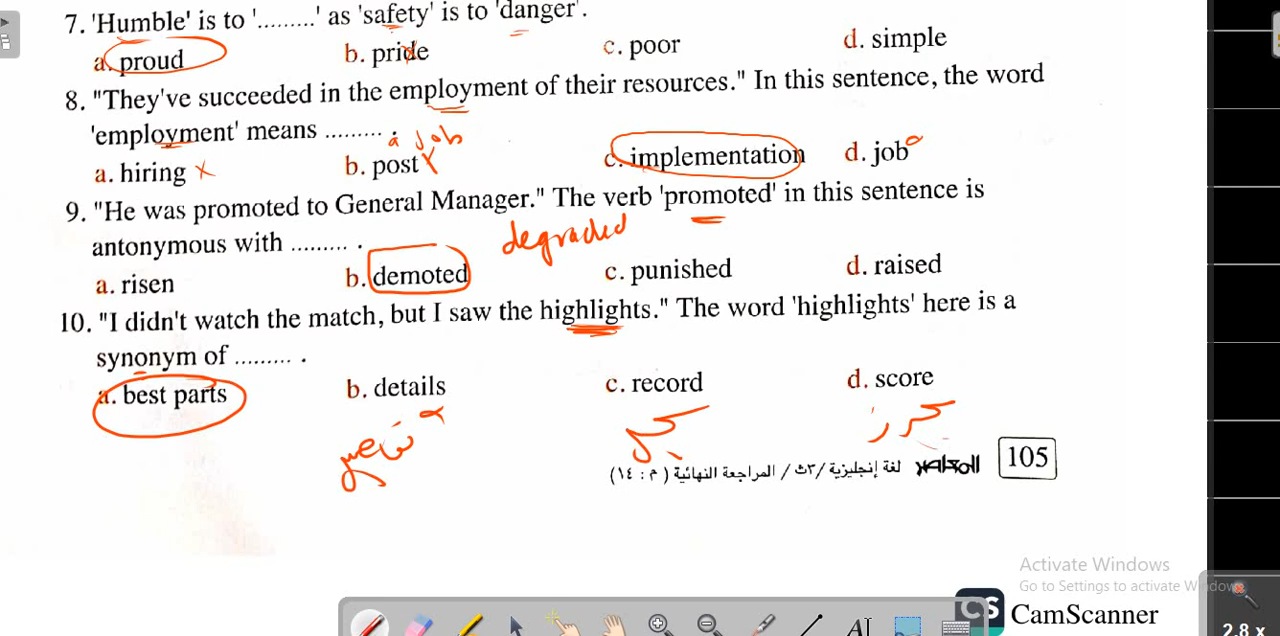 7. 'Humble' is to '.........' as 'safety' is to 'danger'.
a. proud b. pride c. poor d. simple
8. "They've succeeded in the employment of their resources." In this sentence, the word
'employment' means ......... .
a job
a. hiring b. post c. implementation d. job
9. "He was promoted to General Manager." The verb 'promoted' in this sentence is
antonymous with ......... .
degraded
a. risen b. demoted c. punished d. raised
10. "I didn't watch the match, but I saw the highlights." The word 'highlights' here is a
synonym of ......... .
a. best parts b. details c. record d. score
المعاصر لغة إنجليزية /٣ث / المراجعة النهائية (م : ١٤) 105
Activate Windows
Go to Settings to activate Windows
CS CamScanner
A
2.8 x